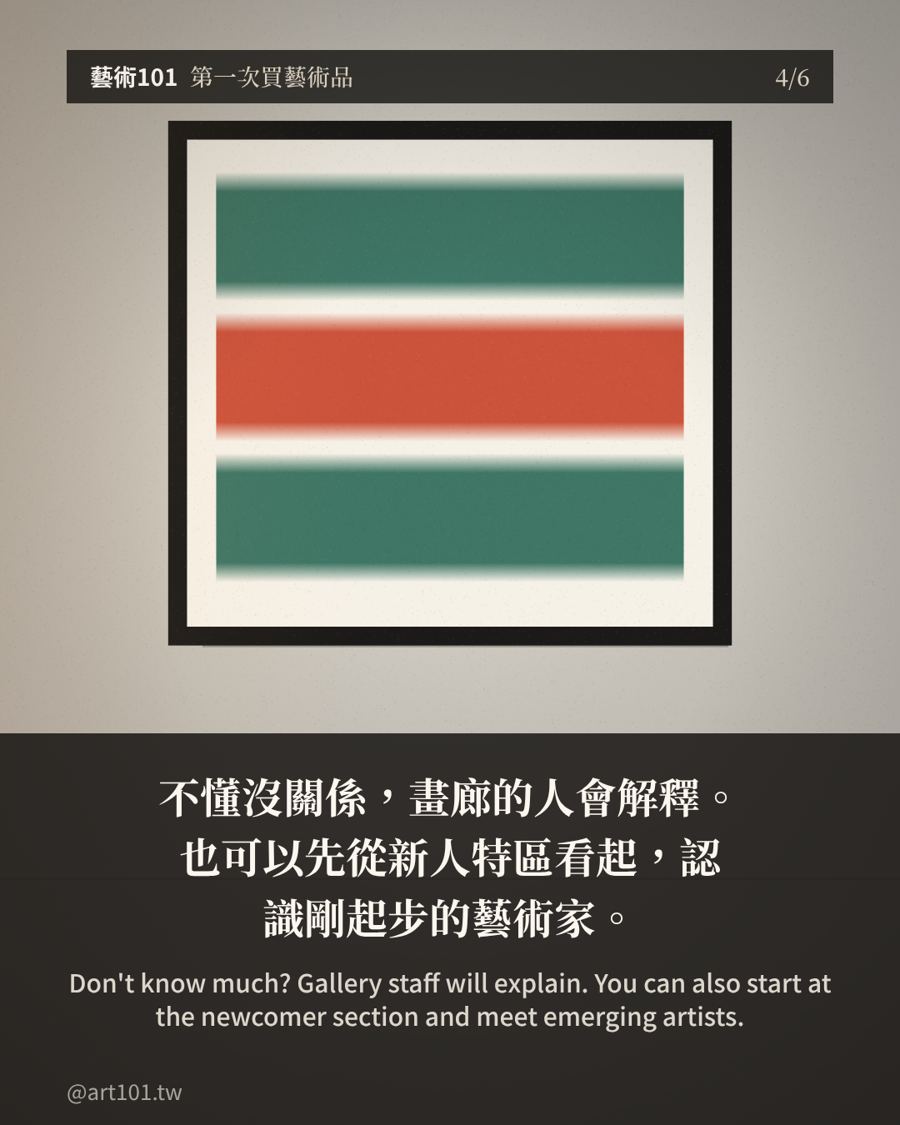 藝術101 第一次買藝術品 4/6
不懂沒關係，畫廊的人會解釋。
也可以先從新人特區看起，認
識剛起步的藝術家。
Don't know much? Gallery staff will explain. You can also start at
the newcomer section and meet emerging artists.
@art101.tw